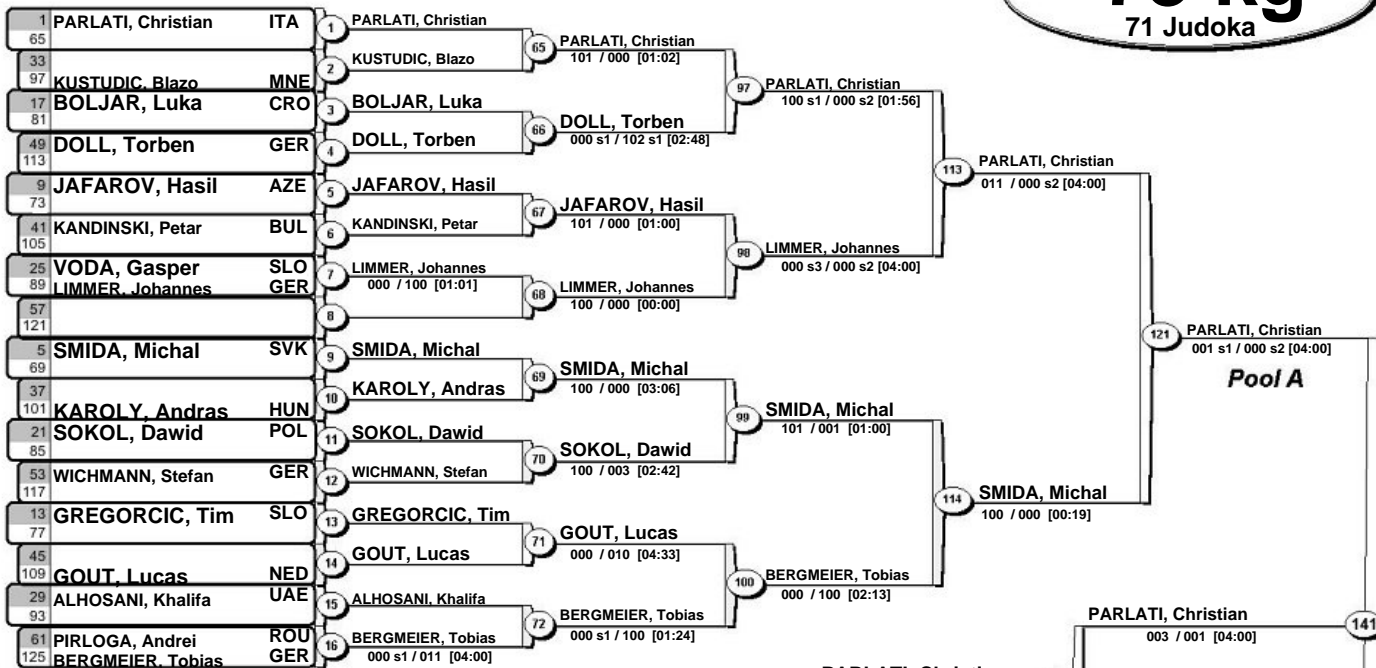 71 Judoka
1 PARLATI, Christian ITA
65
33
97 KUSTUDIC, Blazo MNE
17 BOLJAR, Luka CRO
81
49 DOLL, Torben GER
113
9 JAFAROV, Hasil AZE
73
41 KANDINSKI, Petar BUL
105
25 VODA, Gasper SLO
89 LIMMER, Johannes GER
57
121
5 SMIDA, Michal SVK
69
37
101 KAROLY, Andras HUN
21 SOKOL, Dawid POL
85
53 WICHMANN, Stefan GER
117
13 GREGORCIC, Tim SLO
77
45
109 GOUT, Lucas NED
29 ALHOSANI, Khalifa UAE
93
61 PIRLOGA, Andrei ROU
125 BERGMEIER, Tobias GER
1 PARLATI, Christian
2 KUSTUDIC, Blazo
3 BOLJAR, Luka
4 DOLL, Torben
5 JAFAROV, Hasil
6 KANDINSKI, Petar
7 LIMMER, Johannes
000 / 100 [01:01]
8
9 SMIDA, Michal
10 KAROLY, Andras
11 SOKOL, Dawid
12 WICHMANN, Stefan
13 GREGORCIC, Tim
14 GOUT, Lucas
15 ALHOSANI, Khalifa
16 BERGMEIER, Tobias
000 s1 / 011 [04:00]
65 PARLATI, Christian
101 / 000 [01:02]
66 DOLL, Torben
000 s1 / 102 s1 [02:48]
67 JAFAROV, Hasil
101 / 000 [01:00]
68 LIMMER, Johannes
100 / 000 [00:00]
69 SMIDA, Michal
100 / 000 [03:06]
70 SOKOL, Dawid
100 / 003 [02:42]
71 GOUT, Lucas
000 / 010 [04:33]
72 BERGMEIER, Tobias
000 s1 / 100 [01:24]
97 PARLATI, Christian
100 s1 / 000 s2 [01:56]
98 LIMMER, Johannes
000 s3 / 000 s2 [04:00]
99 SMIDA, Michal
101 / 001 [01:00]
100 BERGMEIER, Tobias
000 / 100 [02:13]
113 PARLATI, Christian
011 / 000 s2 [04:00]
114 SMIDA, Michal
100 / 000 [00:19]
121 PARLATI, Christian
001 s1 / 000 s2 [04:00]
Pool A
PARLATI, Christian 141
003 / 001 [04:00]